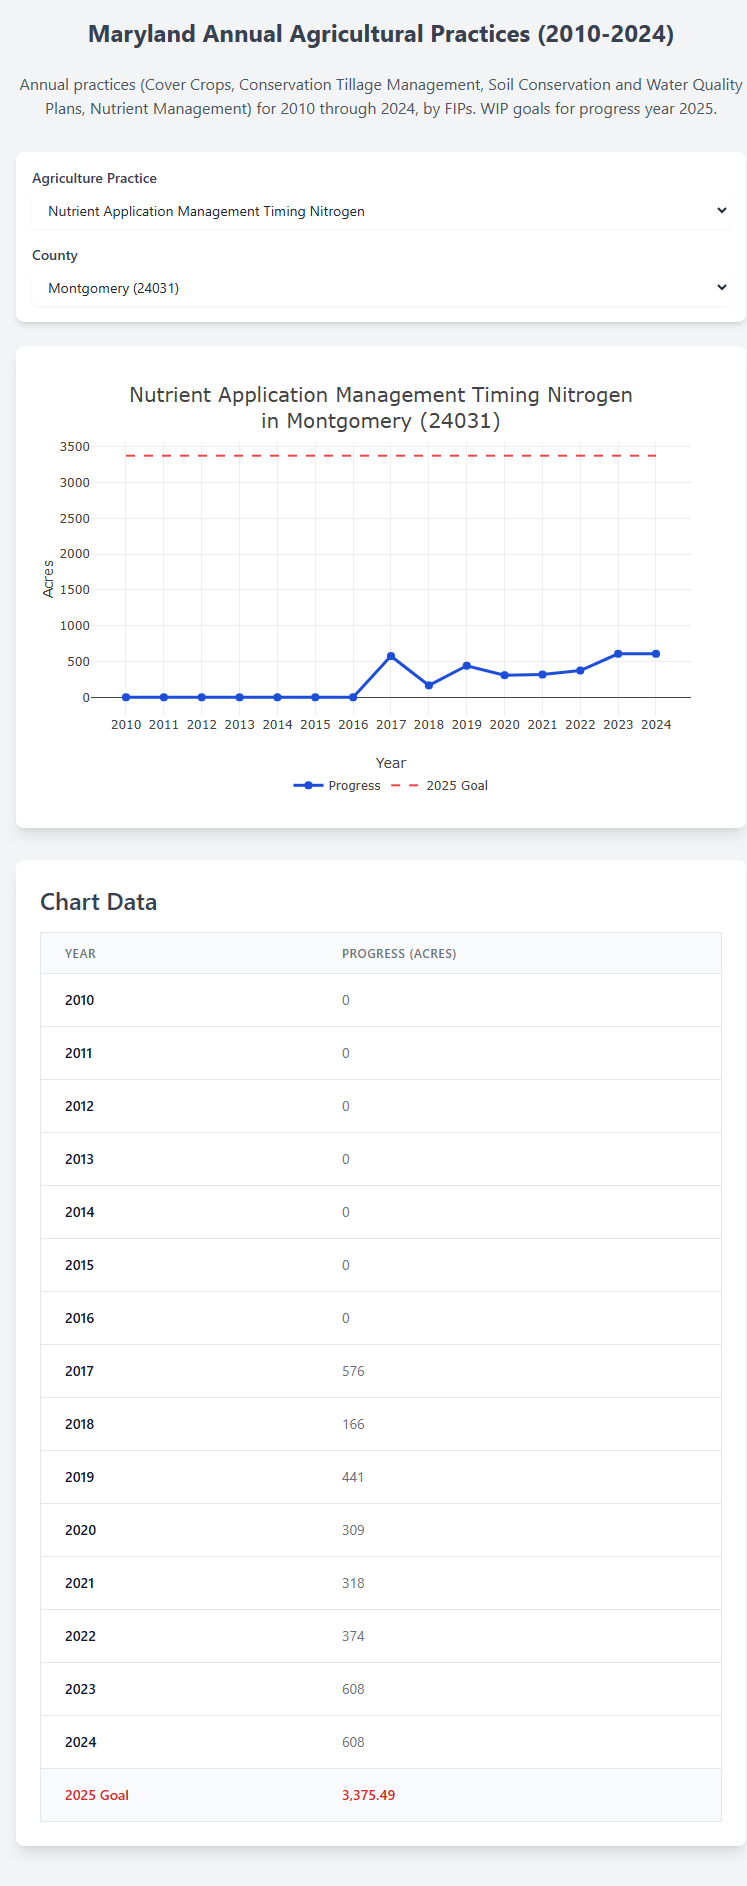 Maryland Annual Agricultural Practices (2010-2024)
Annual practices (Cover Crops, Conservation Tillage Management, Soil Conservation and Water Quality
Plans, Nutrient Management) for 2010 through 2024, by FIPs. WIP goals for progress year 2025.
Agriculture Practice
Nutrient Application Management Timing Nitrogen
County
Montgomery (24031)
Nutrient Application Management Timing Nitrogen
in Montgomery (24031)
3500
3000
2500
2000
1500
1000
500
0
Acres
2010 2011 2012 2013 2014 2015 2016 2017 2018 2019 2020 2021 2022 2023 2024
Year
Progress 2025 Goal
Chart Data
YEAR PROGRESS (ACRES)
2010 0
2011 0
2012 0
2013 0
2014 0
2015 0
2016 0
2017 576
2018 166
2019 441
2020 309
2021 318
2022 374
2023 608
2024 608
2025 Goal 3,375.49